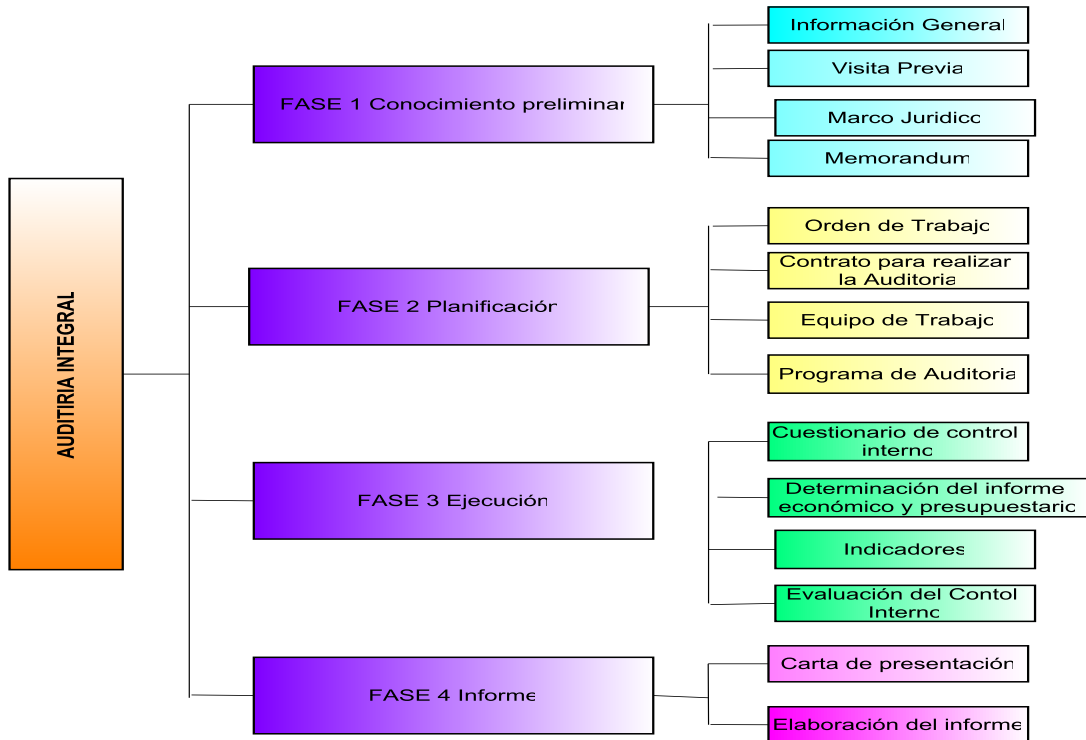 AUDITIRIA INTEGRAL
FASE 1 Conocimiento preliminar
Información General
Visita Previa
Marco Juridico
Memorandum
FASE 2 Planificación
Orden de Trabajo
Contrato para realizar
la Auditoria
Equipo de Trabajo
Programa de Auditoria
FASE 3 Ejecución
Cuestionario de control
interno
Determinación del informe
económico y presupuestario
Indicadores
Evaluación del Contol
Interno
FASE 4 Informe
Carta de presentación
Elaboración del informe